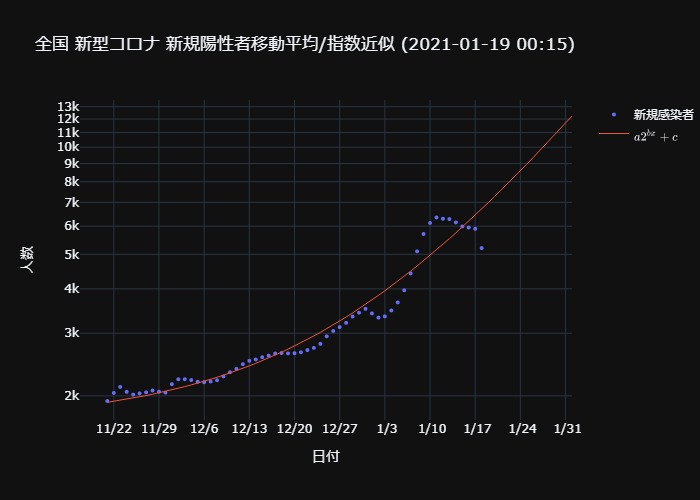 全国 新型コロナ 新規陽性者移動平均/指数近似 (2021-01-19 00:15)
13k
12k
11k
10k
9k
8k
7k
6k
5k
4k
3k
2k
人数
11/22 11/29 12/6 12/13 12/20 12/27 1/3 1/10 1/17 1/24 1/31
日付
新規感染者
a2^{bx} + c